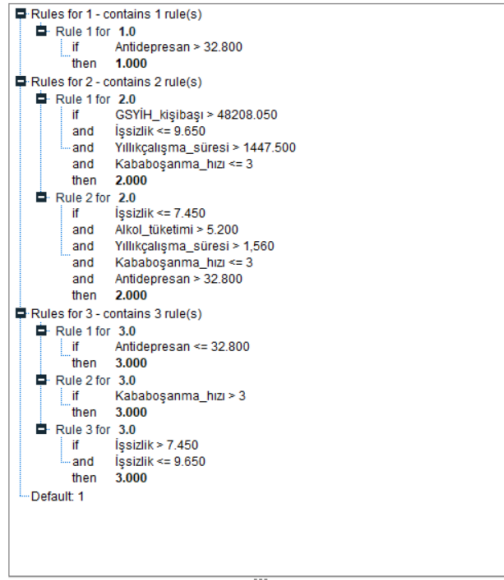 Rules for 1 - contains 1 rule(s)
Rule 1 for 1.0
if Antidepresan > 32.800
then 1.000
Rules for 2 - contains 2 rule(s)
Rule 1 for 2.0
if GSYİH_kişibaşı > 48208.050
and İşsizlik <= 9.650
and Yıllıkçalışma_süresi > 1447.500
and Kababoşanma_hızı <= 3
then 2.000
Rule 2 for 2.0
if İşsizlik <= 7.450
and Alkol_tüketimi > 5.200
and Yıllıkçalışma_süresi > 1,560
and Kababoşanma_hızı <= 3
and Antidepresan > 32.800
then 2.000
Rules for 3 - contains 3 rule(s)
Rule 1 for 3.0
if Antidepresan <= 32.800
then 3.000
Rule 2 for 3.0
if Kababoşanma_hızı > 3
then 3.000
Rule 3 for 3.0
if İşsizlik > 7.450
and İşsizlik <= 9.650
then 3.000
Default: 1